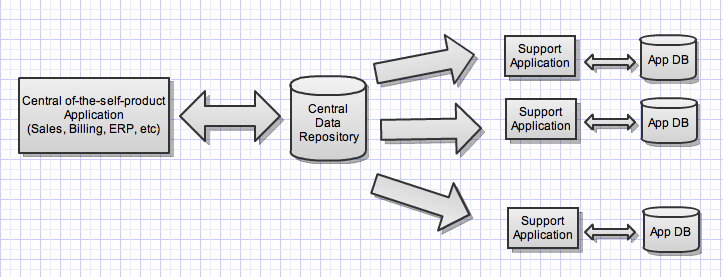 Central of-the-self-product
Application
(Sales, Billing, ERP, etc)
Central
Data
Repository
Support
Application
App DB
Support
Application
App DB
Support
Application
App DB